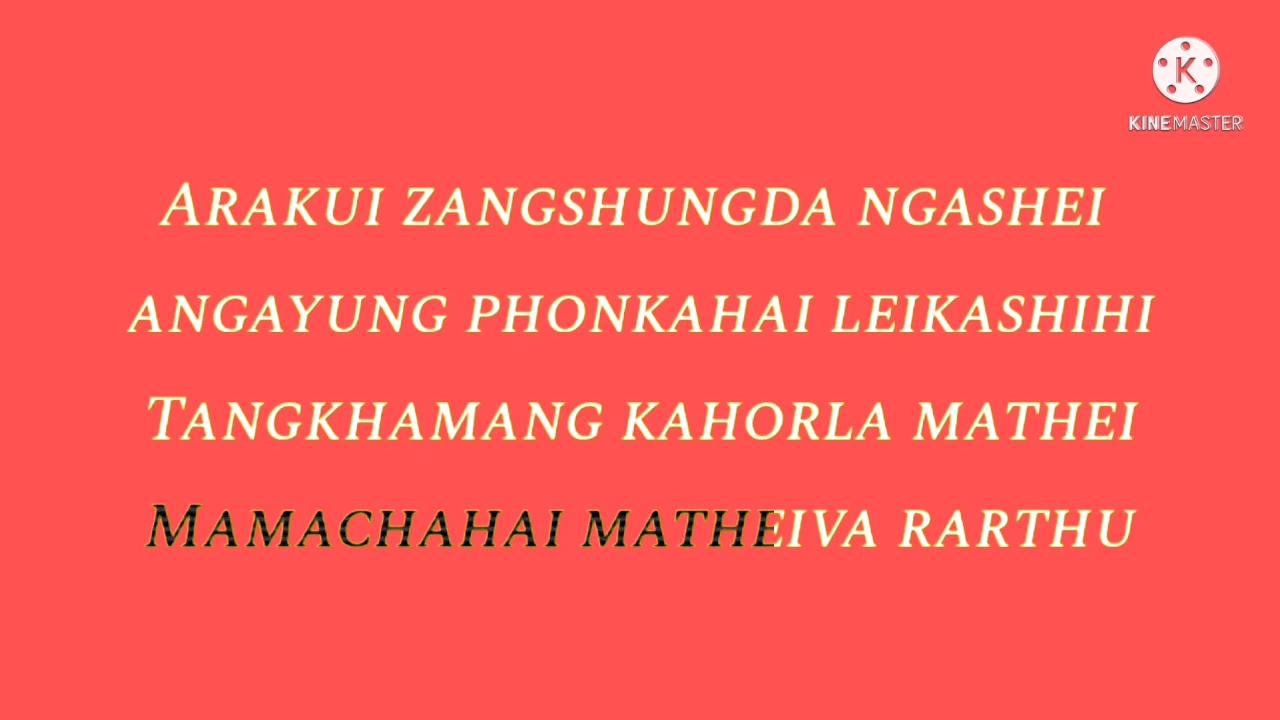 KINEMASTER
Arakui zangshungda ngashei
angayung phonkahai leikashihi
Tangkhamang kahorla mathei
Mamachahai matheiva rarthu